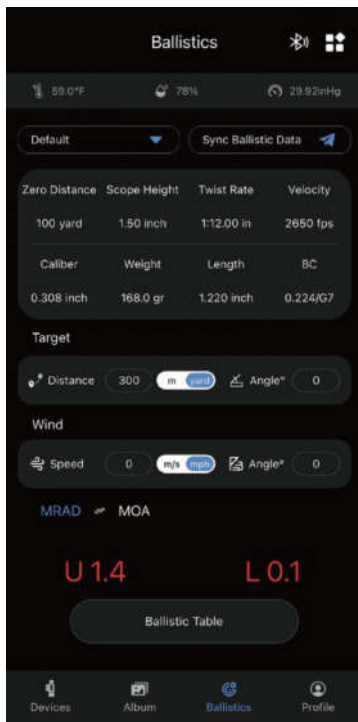 Ballistics
59.0°F 78% 29.92inHg
Default Sync Ballistic Data
Zero Distance Scope Height Twist Rate Velocity
100 yard 1.50 inch 1:12.00 in 2650 fps
Caliber Weight Length BC
0.308 inch 168.0 gr 1.220 inch 0.224/G7
Target
Distance 300 m yard Angle° 0
Wind
Speed 0 m/s mph Angle° 0
MRAD MOA
U 1.4 L 0.1
Ballistic Table
Devices Album Ballistics Profile